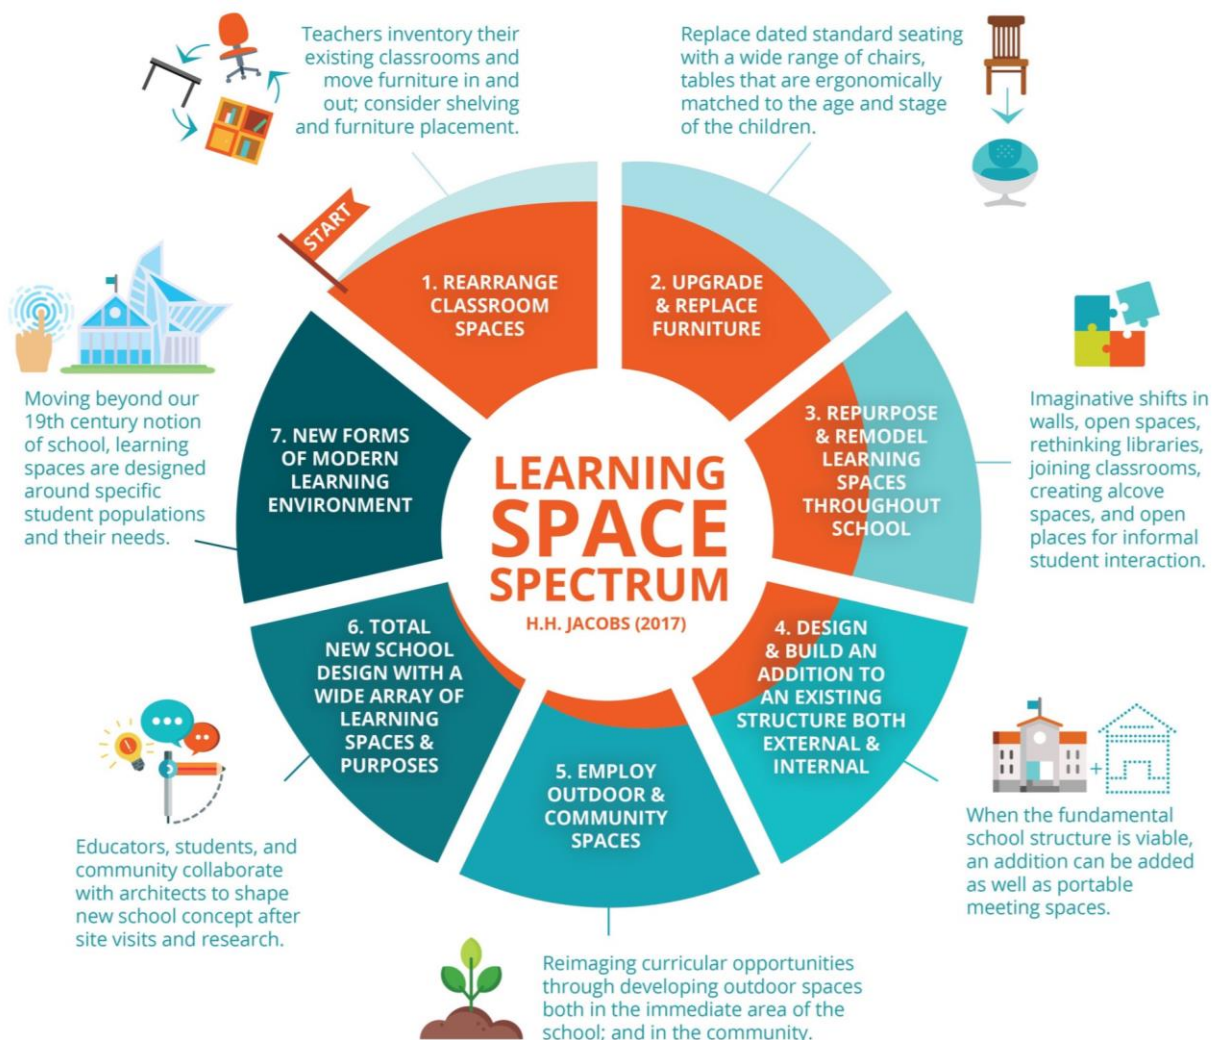 LEARNING
SPACE
SPECTRUM
H.H. JACOBS (2017)
START
1. REARRANGE
CLASSROOM
SPACES
Teachers inventory their
existing classrooms and
move furniture in and
out; consider shelving
and furniture placement.
2. UPGRADE
& REPLACE
FURNITURE
Replace dated standard seating
with a wide range of chairs,
tables that are ergonomically
matched to the age and stage
of the children.
3. REPURPOSE
& REMODEL
LEARNING
SPACES
THROUGHOUT
SCHOOL
Imaginative shifts in
walls, open spaces,
rethinking libraries,
joining classrooms,
creating alcove
spaces, and open
places for informal
student interaction.
4. DESIGN
& BUILD AN
ADDITION TO
AN EXISTING
STRUCTURE BOTH
EXTERNAL &
INTERNAL
When the fundamental
school structure is viable,
an addition can be added
as well as portable
meeting spaces.
5. EMPLOY
OUTDOOR &
COMMUNITY
SPACES
Reimaging curricular opportunities
through developing outdoor spaces
both in the immediate area of the
school; and in the community.
6. TOTAL
NEW SCHOOL
DESIGN WITH A
WIDE ARRAY OF
LEARNING
SPACES &
PURPOSES
Educators, students, and
community collaborate
with architects to shape
new school concept after
site visits and research.
7. NEW FORMS
OF MODERN
LEARNING
ENVIRONMENT
Moving beyond our
19th century notion
of school, learning
spaces are designed
around specific
student populations
and their needs.